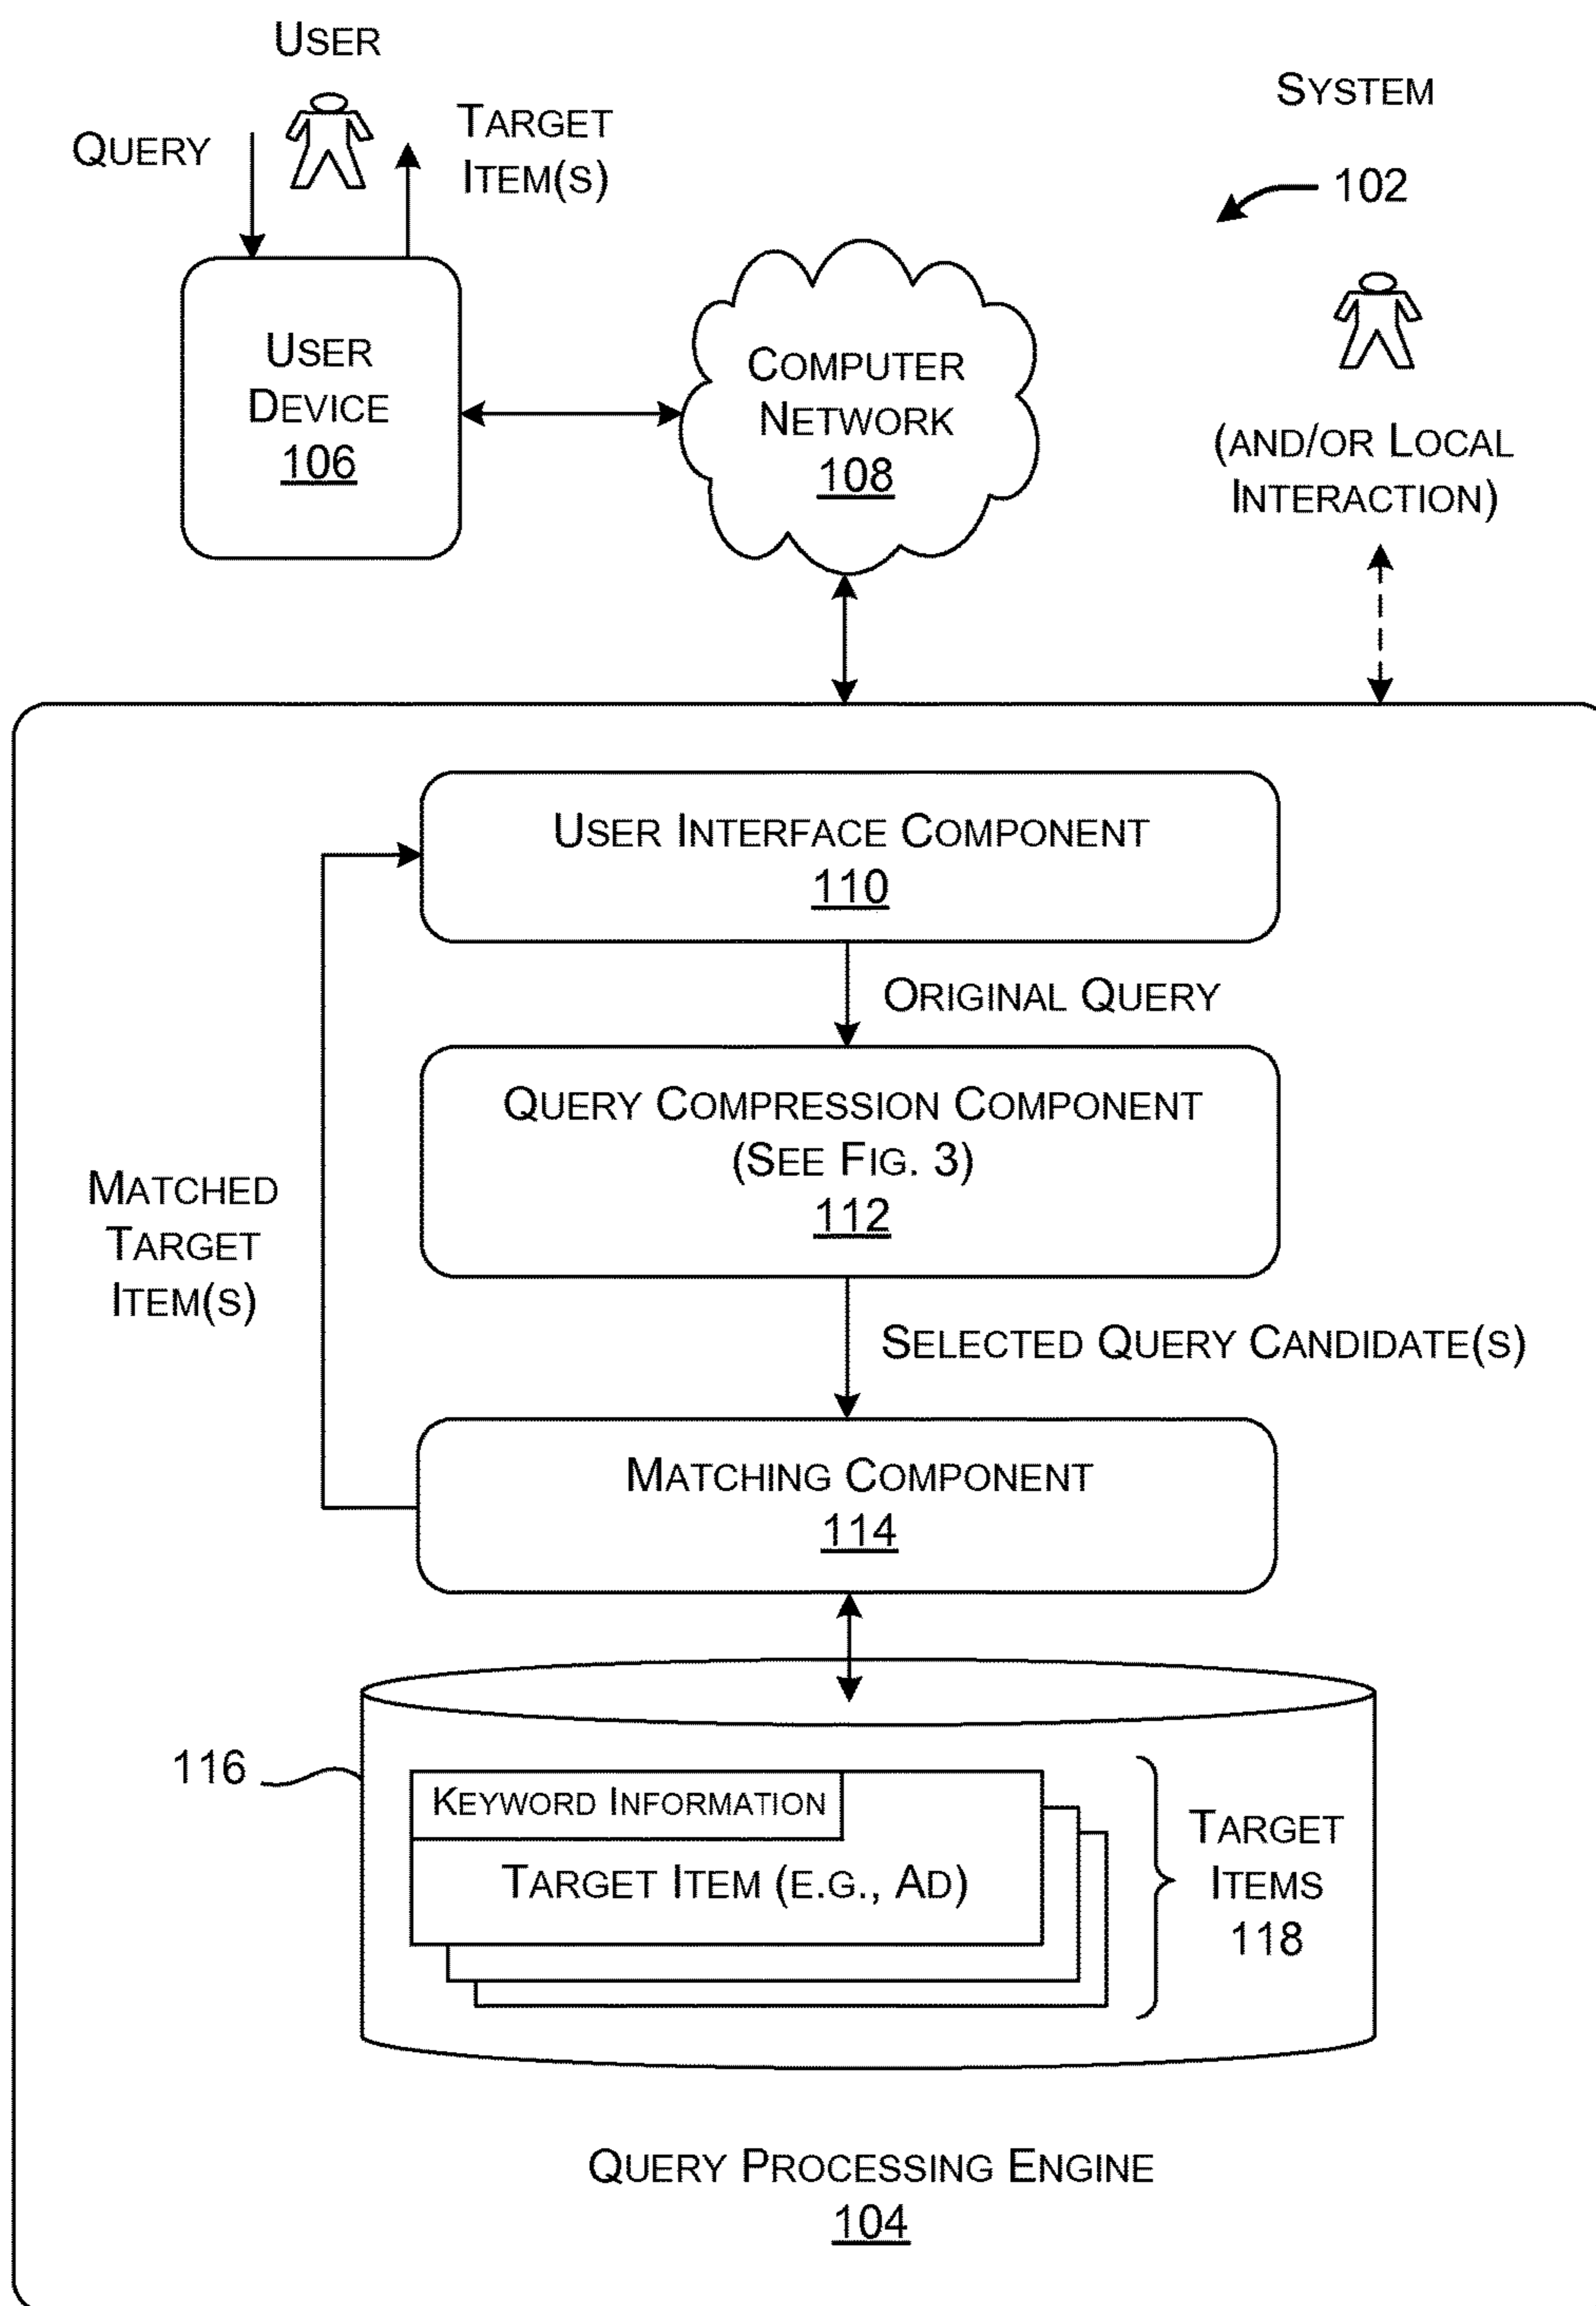 USER
QUERY
TARGET
ITEM(S)
SYSTEM
102
USER
DEVICE
106
COMPUTER
NETWORK
108
(AND/OR LOCAL
INTERACTION)
USER INTERFACE COMPONENT
110
ORIGINAL QUERY
QUERY COMPRESSION COMPONENT
(SEE FIG. 3)
112
MATCHED
TARGET
ITEM(S)
SELECTED QUERY CANDIDATE(S)
MATCHING COMPONENT
114
116
KEYWORD INFORMATION
TARGET ITEM (E.G., AD)
TARGET
ITEMS
118
QUERY PROCESSING ENGINE
104